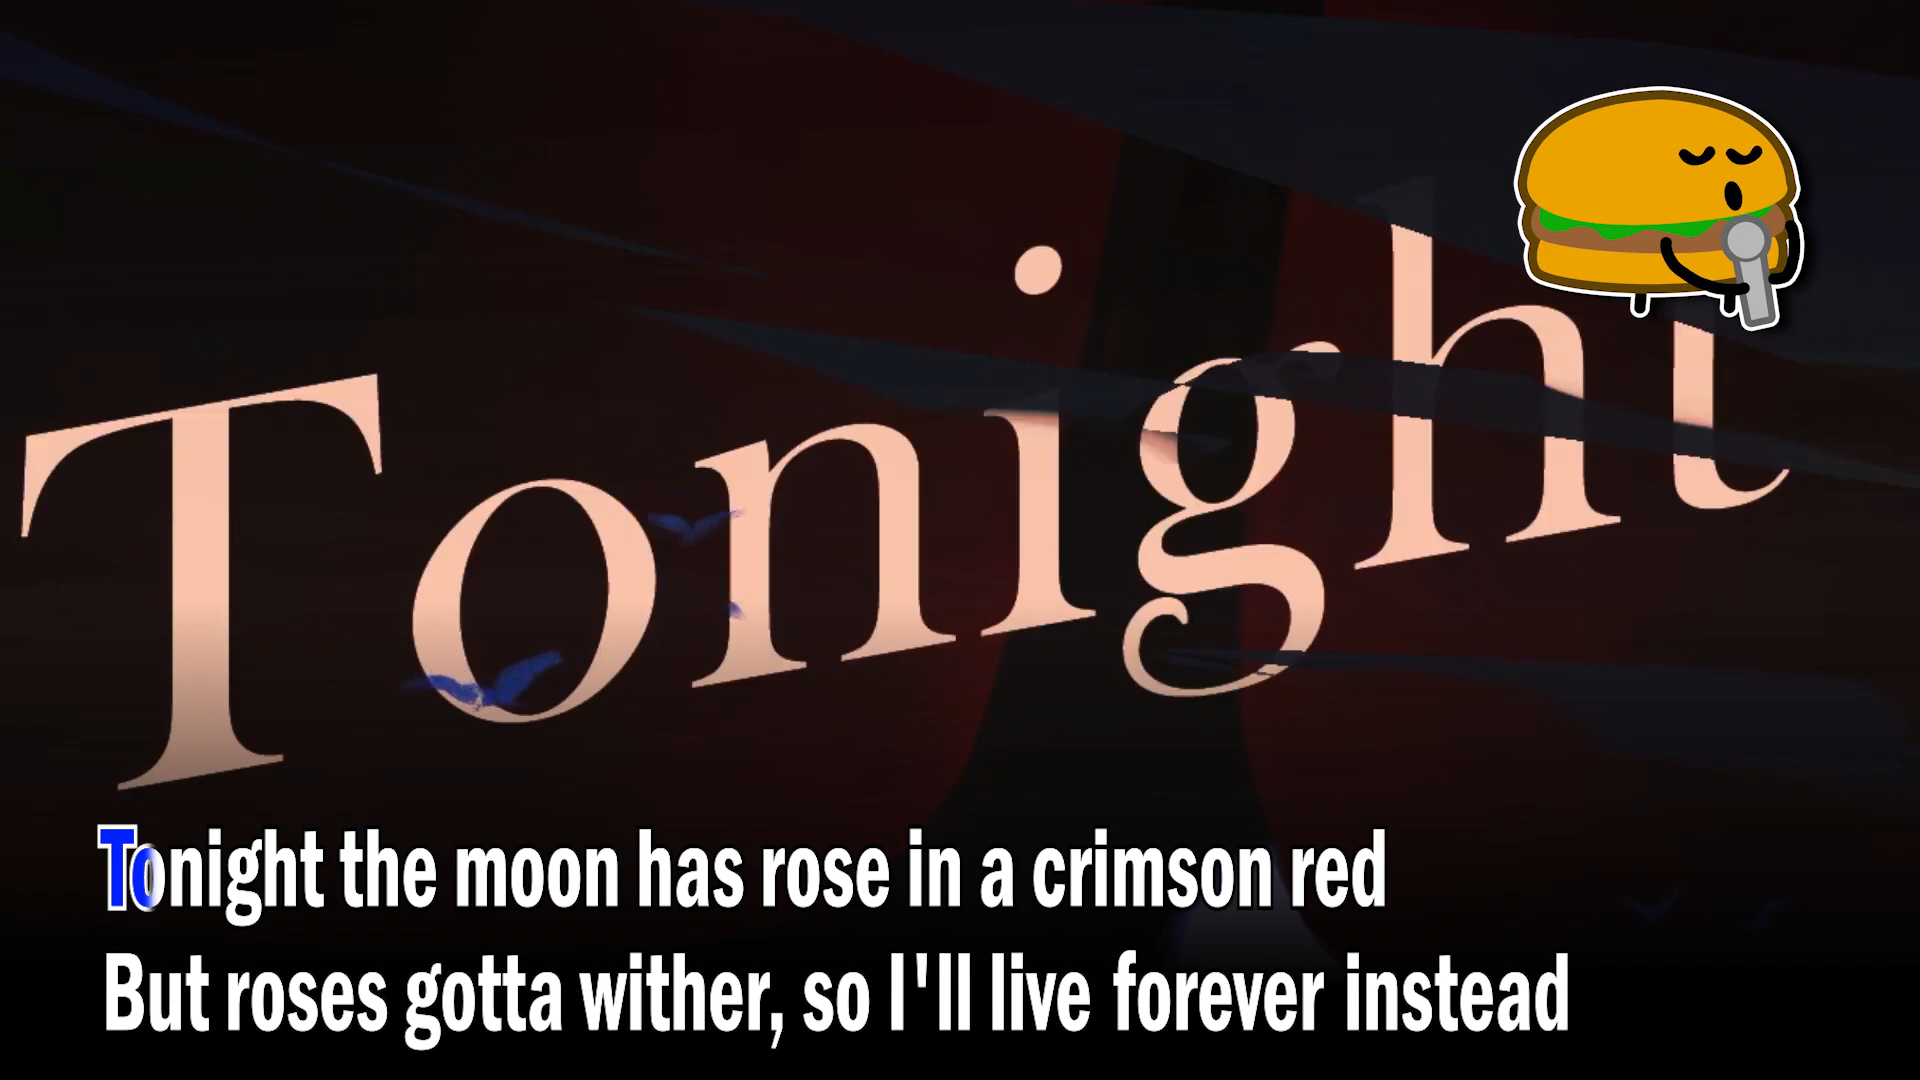 Tonight
Tonight the moon has rose in a crimson red
But roses gotta wither, so I'll live forever instead